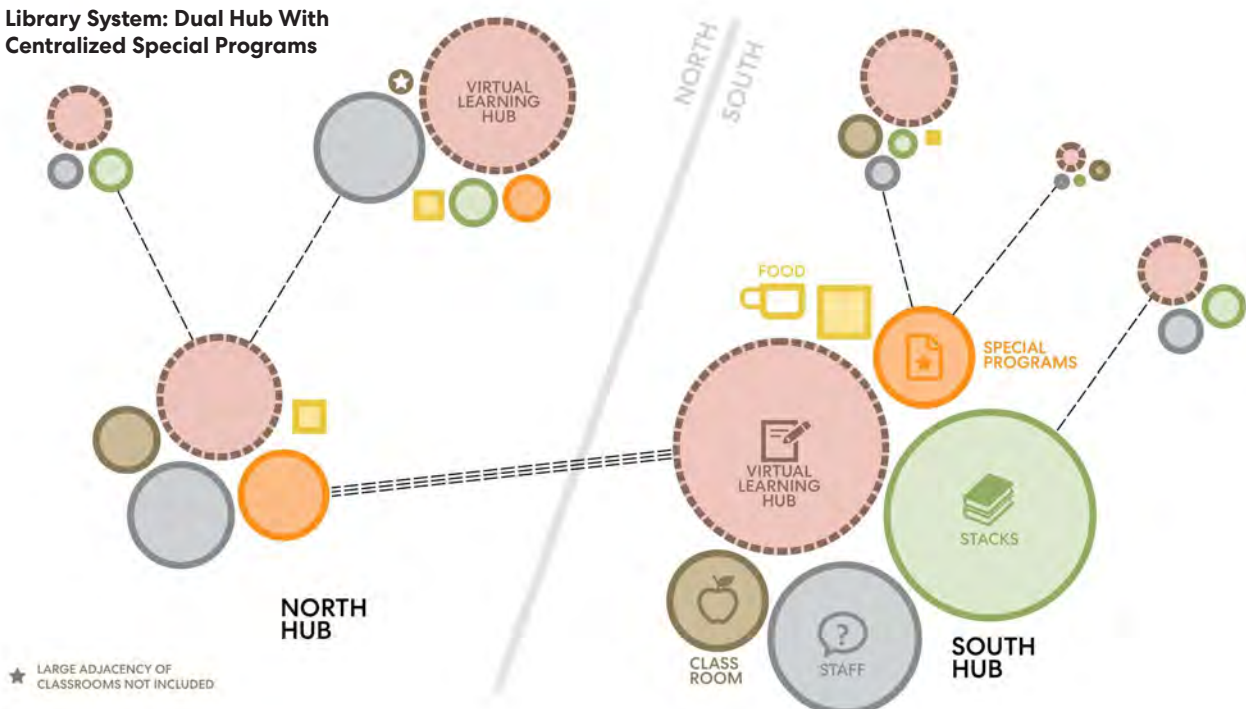 Library System: Dual Hub With
Centralized Special Programs
VIRTUAL
LEARNING
HUB
NORTH
SOUTH
FOOD
SPECIAL
PROGRAMS
VIRTUAL
LEARNING
HUB
STACKS
NORTH
HUB
CLASS
ROOM
STAFF
SOUTH
HUB
LARGE ADJACENCY OF
CLASSROOMS NOT INCLUDED